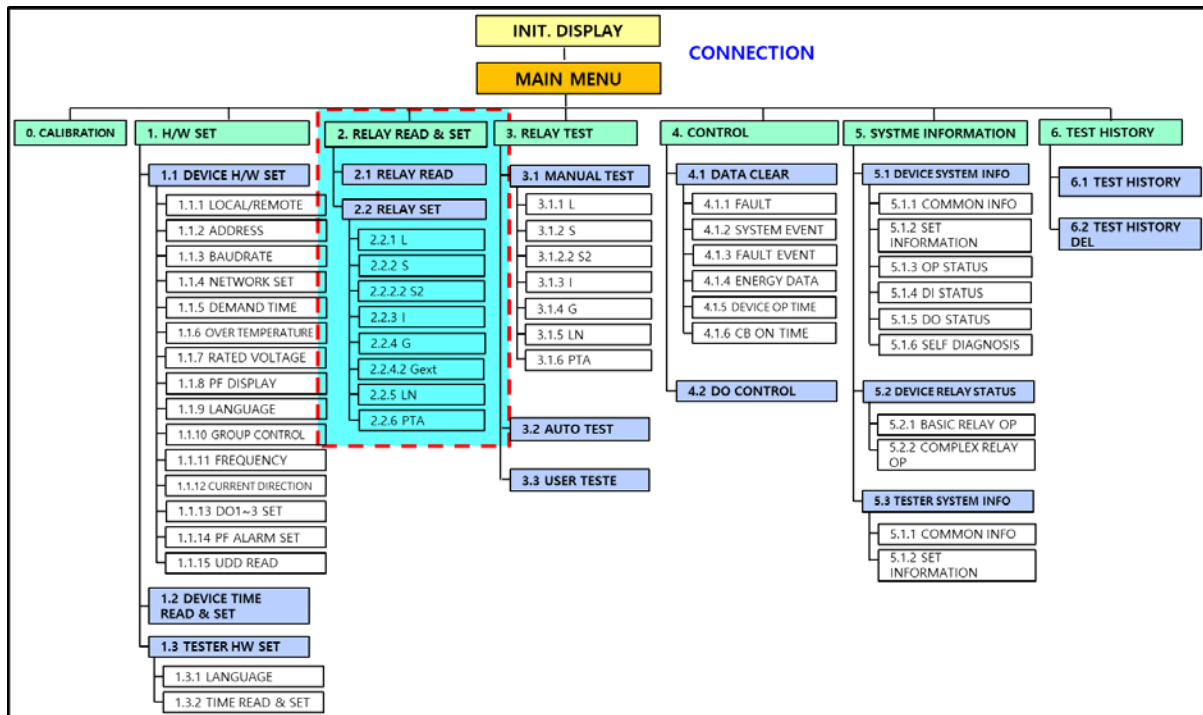 INIT. DISPLAY
CONNECTION
MAIN MENU
0. CALIBRATION
1. H/W SET
1.1 DEVICE H/W SET
1.1.1 LOCAL/REMOTE
1.1.2 ADDRESS
1.1.3 BAUDRATE
1.1.4 NETWORK SET
1.1.5 DEMAND TIME
1.1.6 OVER TEMPERATURE
1.1.7 RATED VOLTAGE
1.1.8 PF DISPLAY
1.1.9 LANGUAGE
1.1.10 GROUP CONTROL
1.1.11 FREQUENCY
1.1.12 CURRENT DIRECTION
1.1.13 DO1~3 SET
1.1.14 PF ALARM SET
1.1.15 UDD READ
1.2 DEVICE TIME
READ & SET
1.3 TESTER HW SET
1.3.1 LANGUAGE
1.3.2 TIME READ & SET
2. RELAY READ & SET
2.1 RELAY READ
2.2 RELAY SET
2.2.1 L
2.2.2 S
2.2.2.2 S2
2.2.3 I
2.2.4 G
2.2.4.2 Gext
2.2.5 LN
2.2.6 PTA
3. RELAY TEST
3.1 MANUAL TEST
3.1.1 L
3.1.2 S
3.1.2.2 S2
3.1.3 I
3.1.4 G
3.1.5 LN
3.1.6 PTA
3.2 AUTO TEST
3.3 USER TESTE
4. CONTROL
4.1 DATA CLEAR
4.1.1 FAULT
4.1.2 SYSTEM EVENT
4.1.3 FAULT EVENT
4.1.4 ENERGY DATA
4.1.5 DEVICE OP TIME
4.1.6 CB ON TIME
4.2 DO CONTROL
5. SYSTME INFORMATION
5.1 DEVICE SYSTEM INFO
5.1.1 COMMON INFO
5.1.2 SET
INFORMATION
5.1.3 OP STATUS
5.1.4 DI STATUS
5.1.5 DO STATUS
5.1.6 SELF DIAGNOSIS
5.2 DEVICE RELAY STATUS
5.2.1 BASIC RELAY OP
5.2.2 COMPLEX RELAY
OP
5.3 TESTER SYSTEM INFO
5.1.1 COMMON INFO
5.1.2 SET
INFORMATION
6. TEST HISTORY
6.1 TEST HISTORY
6.2 TEST HISTORY
DEL